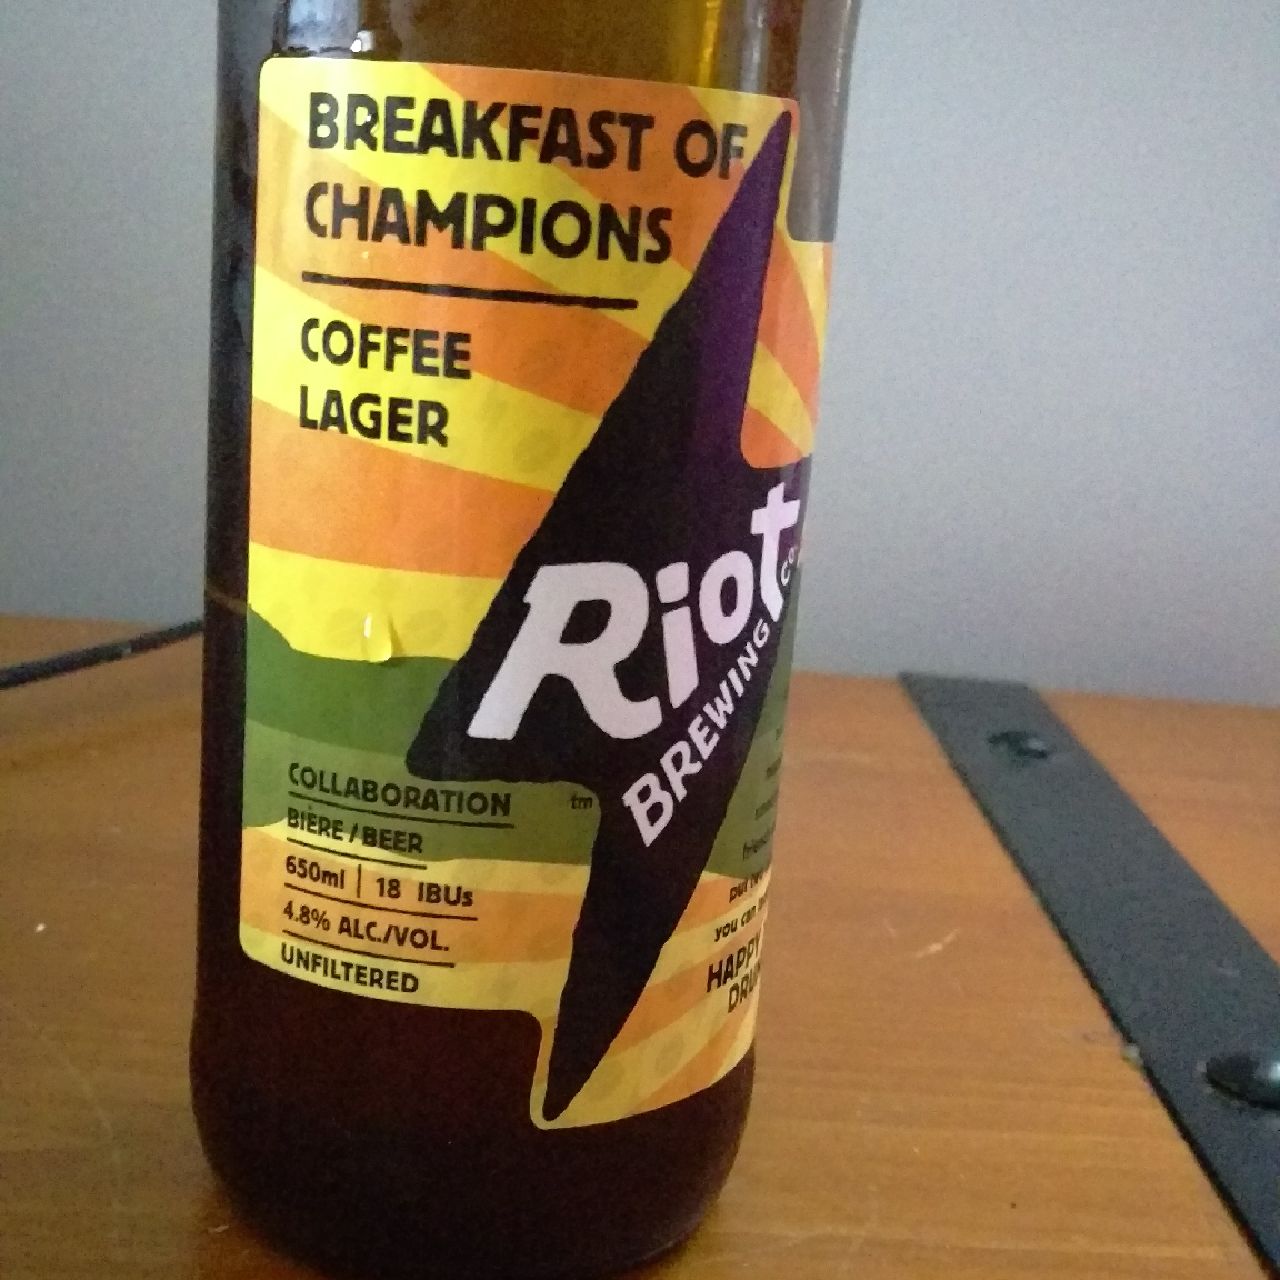 BREAKFAST OF
CHAMPIONS
COFFEE
LAGER
Riot
BREWING Co.
tm
COLLABORATION
BIÈRE / BEER
650ml | 18 IBUs
4.8% ALC./VOL.
UNFILTERED
you can
HAPPY